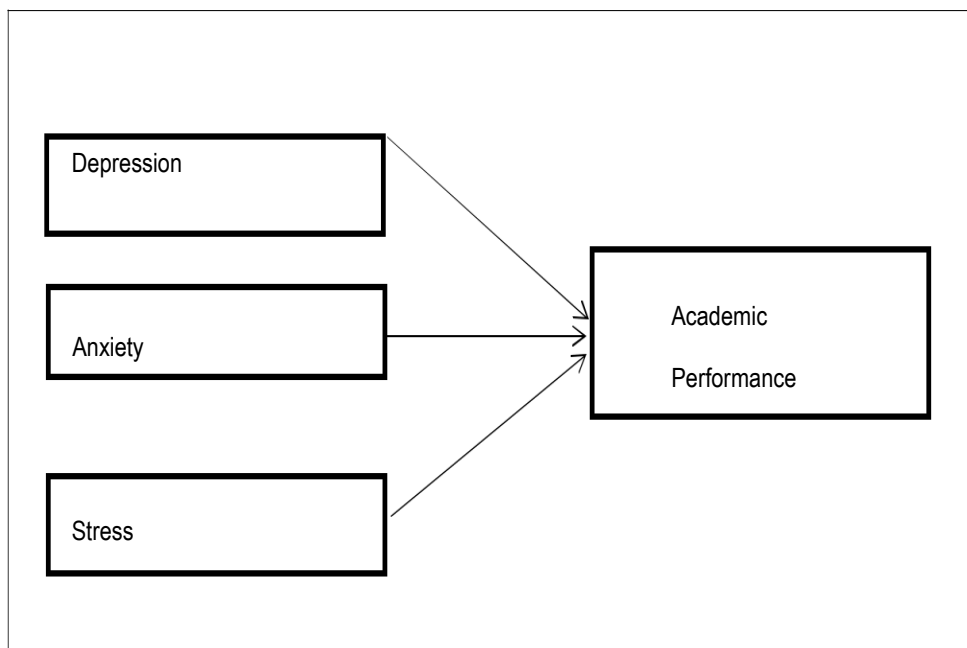 Depression
Anxiety
Stress
Academic
Performance